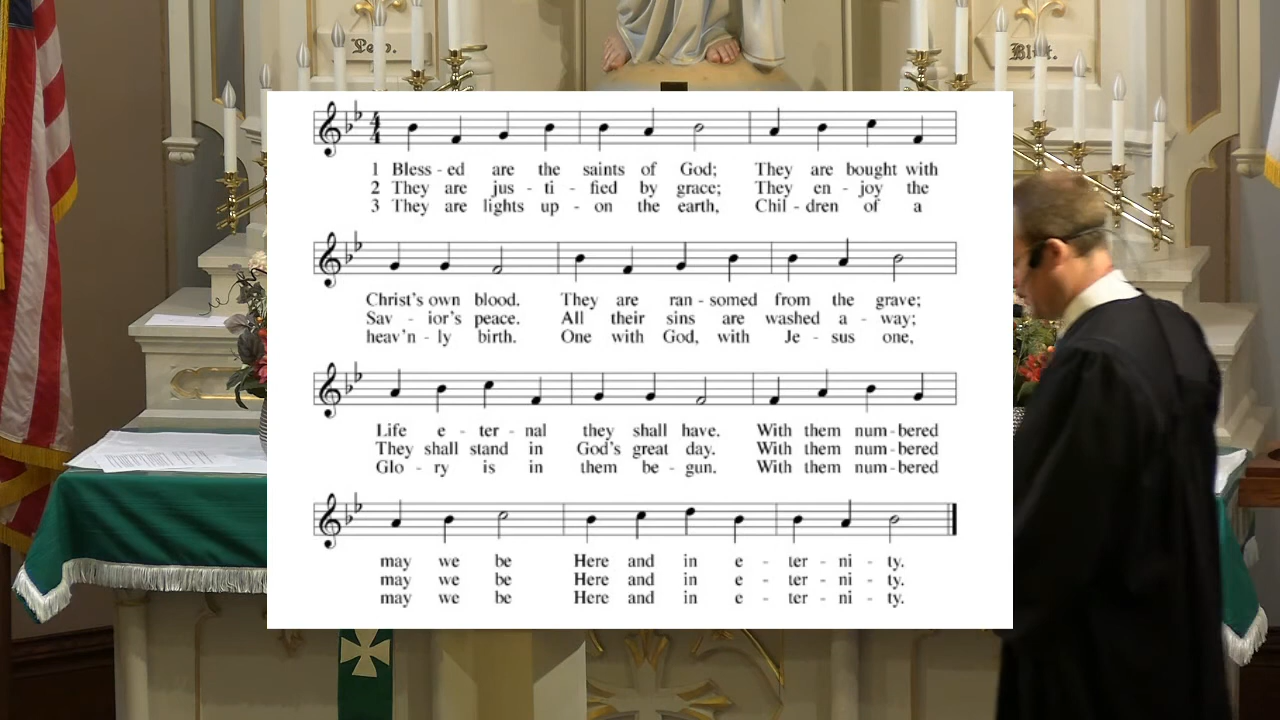 Pew.
1 Bless - ed are the saints of God; They are bought with
2 They are jus - ti - fied by grace; They en - joy the
3 They are lights up - on the earth, Chil - dren of a
Christ's own blood. They are ran - somed from the grave;
Sav - ior's peace. All their sins are washed a - way;
heav'n - ly birth. One with God, with Je - sus one,
Life e - ter - nal they shall have. With them num - bered
They shall stand in God's great day. With them num - bered
Glo - ry is in them be - gun. With them num - bered
may we be Here and in e - ter - ni - ty.
may we be Here and in e - ter - ni - ty.
may we be Here and in e - ter - ni - ty.